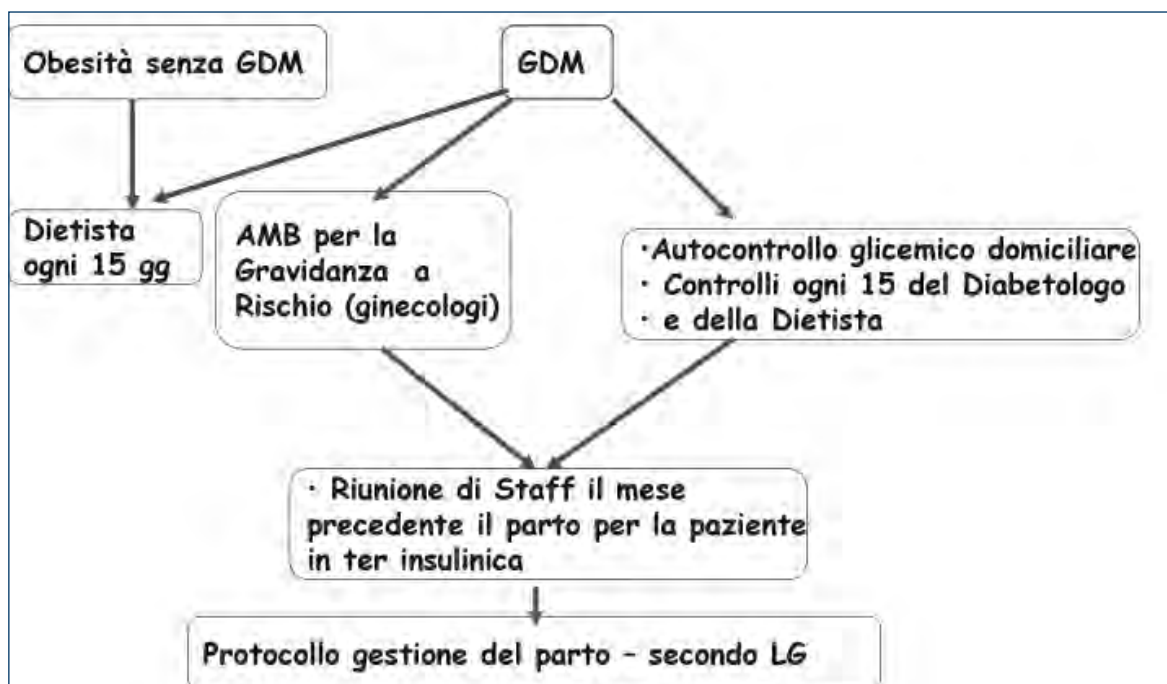 Obesità senza GDM
GDM
Dietista
ogni 15 gg
AMB per la
Gravidanza a
Rischio (ginecologi)
·Autocontrollo glicemico domiciliare
· Controlli ogni 15 del Diabetologo
· e della Dietista
· Riunione di Staff il mese
precedente il parto per la paziente
in ter insulinica
Protocollo gestione del parto – secondo LG